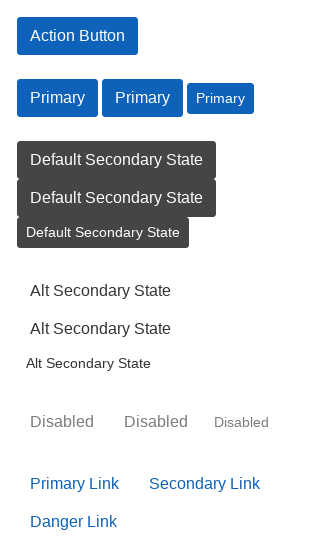 Action Button
Primary Primary Primary
Default Secondary State
Default Secondary State
Default Secondary State
Alt Secondary State
Alt Secondary State
Alt Secondary State
Disabled Disabled Disabled
Primary Link Secondary Link
Danger Link